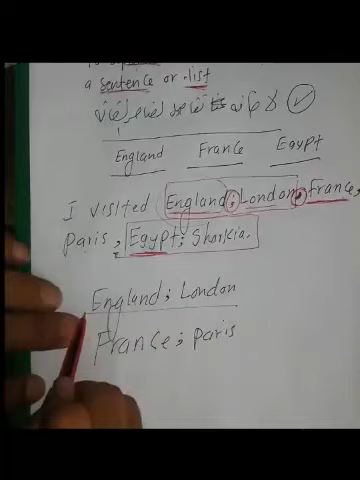 a sentence or list
England France Egypt
I visited England; London, France,
Paris, Egypt; Sharkia.
England; London
France; Paris